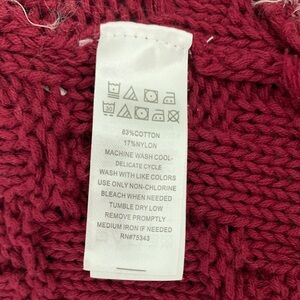 30
83%COTTON
17%NYLON
MACHINE WASH COOL-
DELICATE CYCLE
WASH WITH LIKE COLORS
USE ONLY NON-CHLORINE
BLEACH WHEN NEEDED
TUMBLE DRY LOW
REMOVE PROMPTLY
MEDIUM IRON IF NEEDED
RN#75343